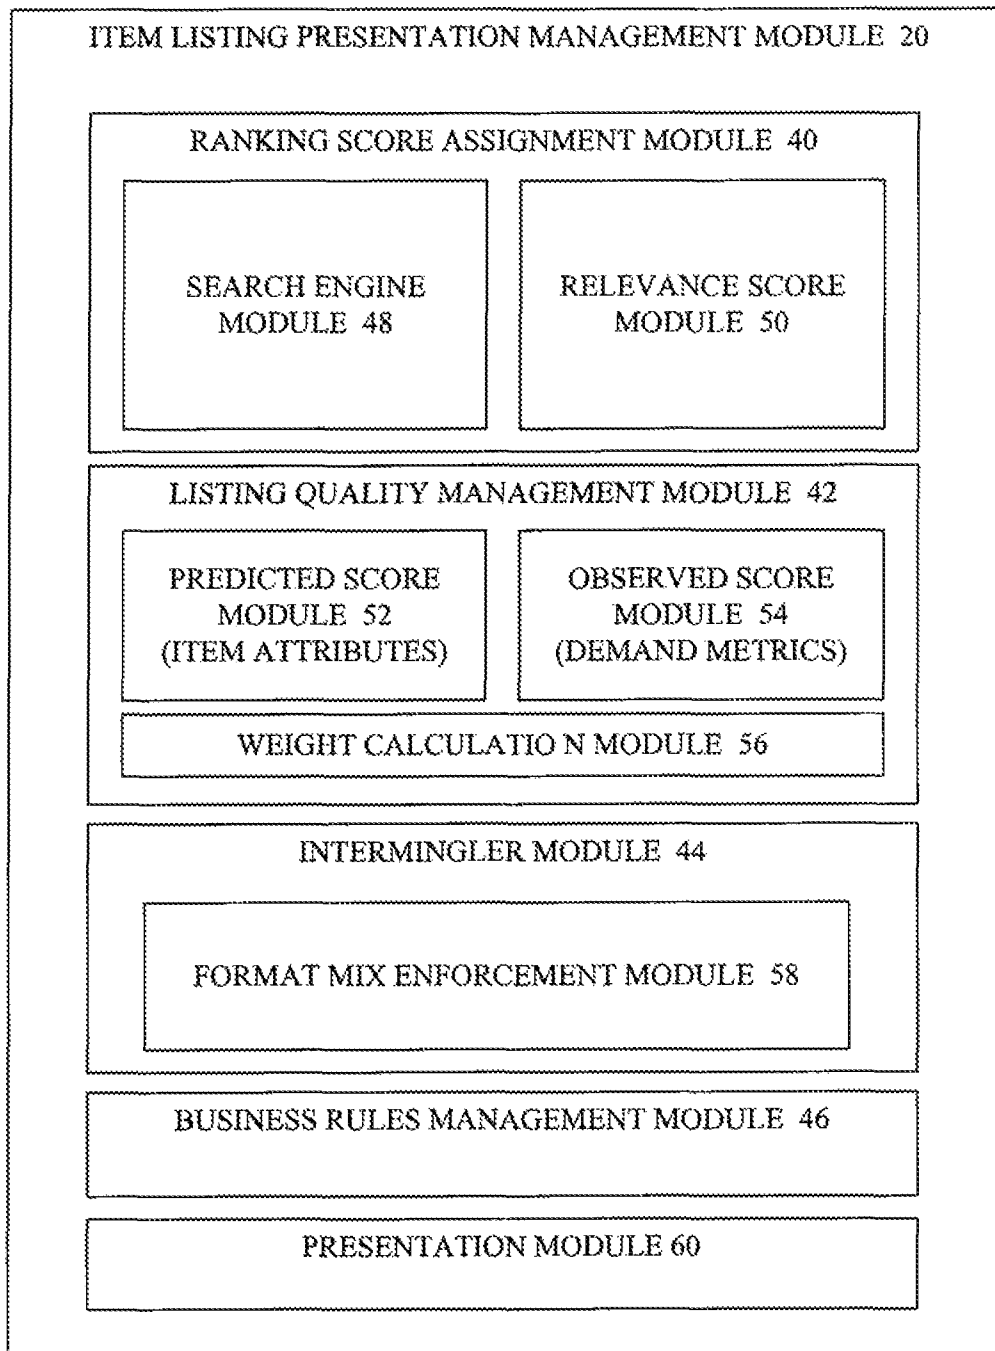 ITEM LISTING PRESENTATION MANAGEMENT MODULE 20
RANKING SCORE ASSIGNMENT MODULE 40
SEARCH ENGINE
MODULE 48
RELEVANCE SCORE
MODULE 50
LISTING QUALITY MANAGEMENT MODULE 42
PREDICTED SCORE
MODULE 52
(ITEM ATTRIBUTES)
OBSERVED SCORE
MODULE 54
(DEMAND METRICS)
WEIGHT CALCULATIO N MODULE 56
INTERMINGLER MODULE 44
FORMAT MIX ENFORCEMENT MODULE 58
BUSINESS RULES MANAGEMENT MODULE 46
PRESENTATION MODULE 60